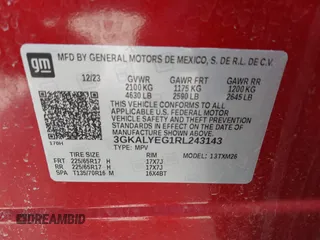 gm
MFD BY GENERAL MOTORS DE MEXICO, S. DE R.L. DE C.V.
12/23 GVWR GAWR FRT GAWR RR
2100 KG 1175 KG 1200 KG
4630 LB 2590 LB 2645 LB
THIS VEHICLE CONFORMS TO ALL APPLICABLE
U.S. FEDERAL MOTOR VEHICLE SAFETY, BUMPER,
AND THEFT PREVENTION STANDARDS IN EFFECT ON
THE DATE OF MANUFACTURE SHOWN ABOVE.
3GKALYEG1RL243143
170H TYPE: MPV MODEL: 13TXM26
TIRE SIZE RIM
FRT 225/65R17 H 17X7J
RR 225/65R17 H 17X7J
SPA T135/70R16 M 16X4BT
DREAMBID